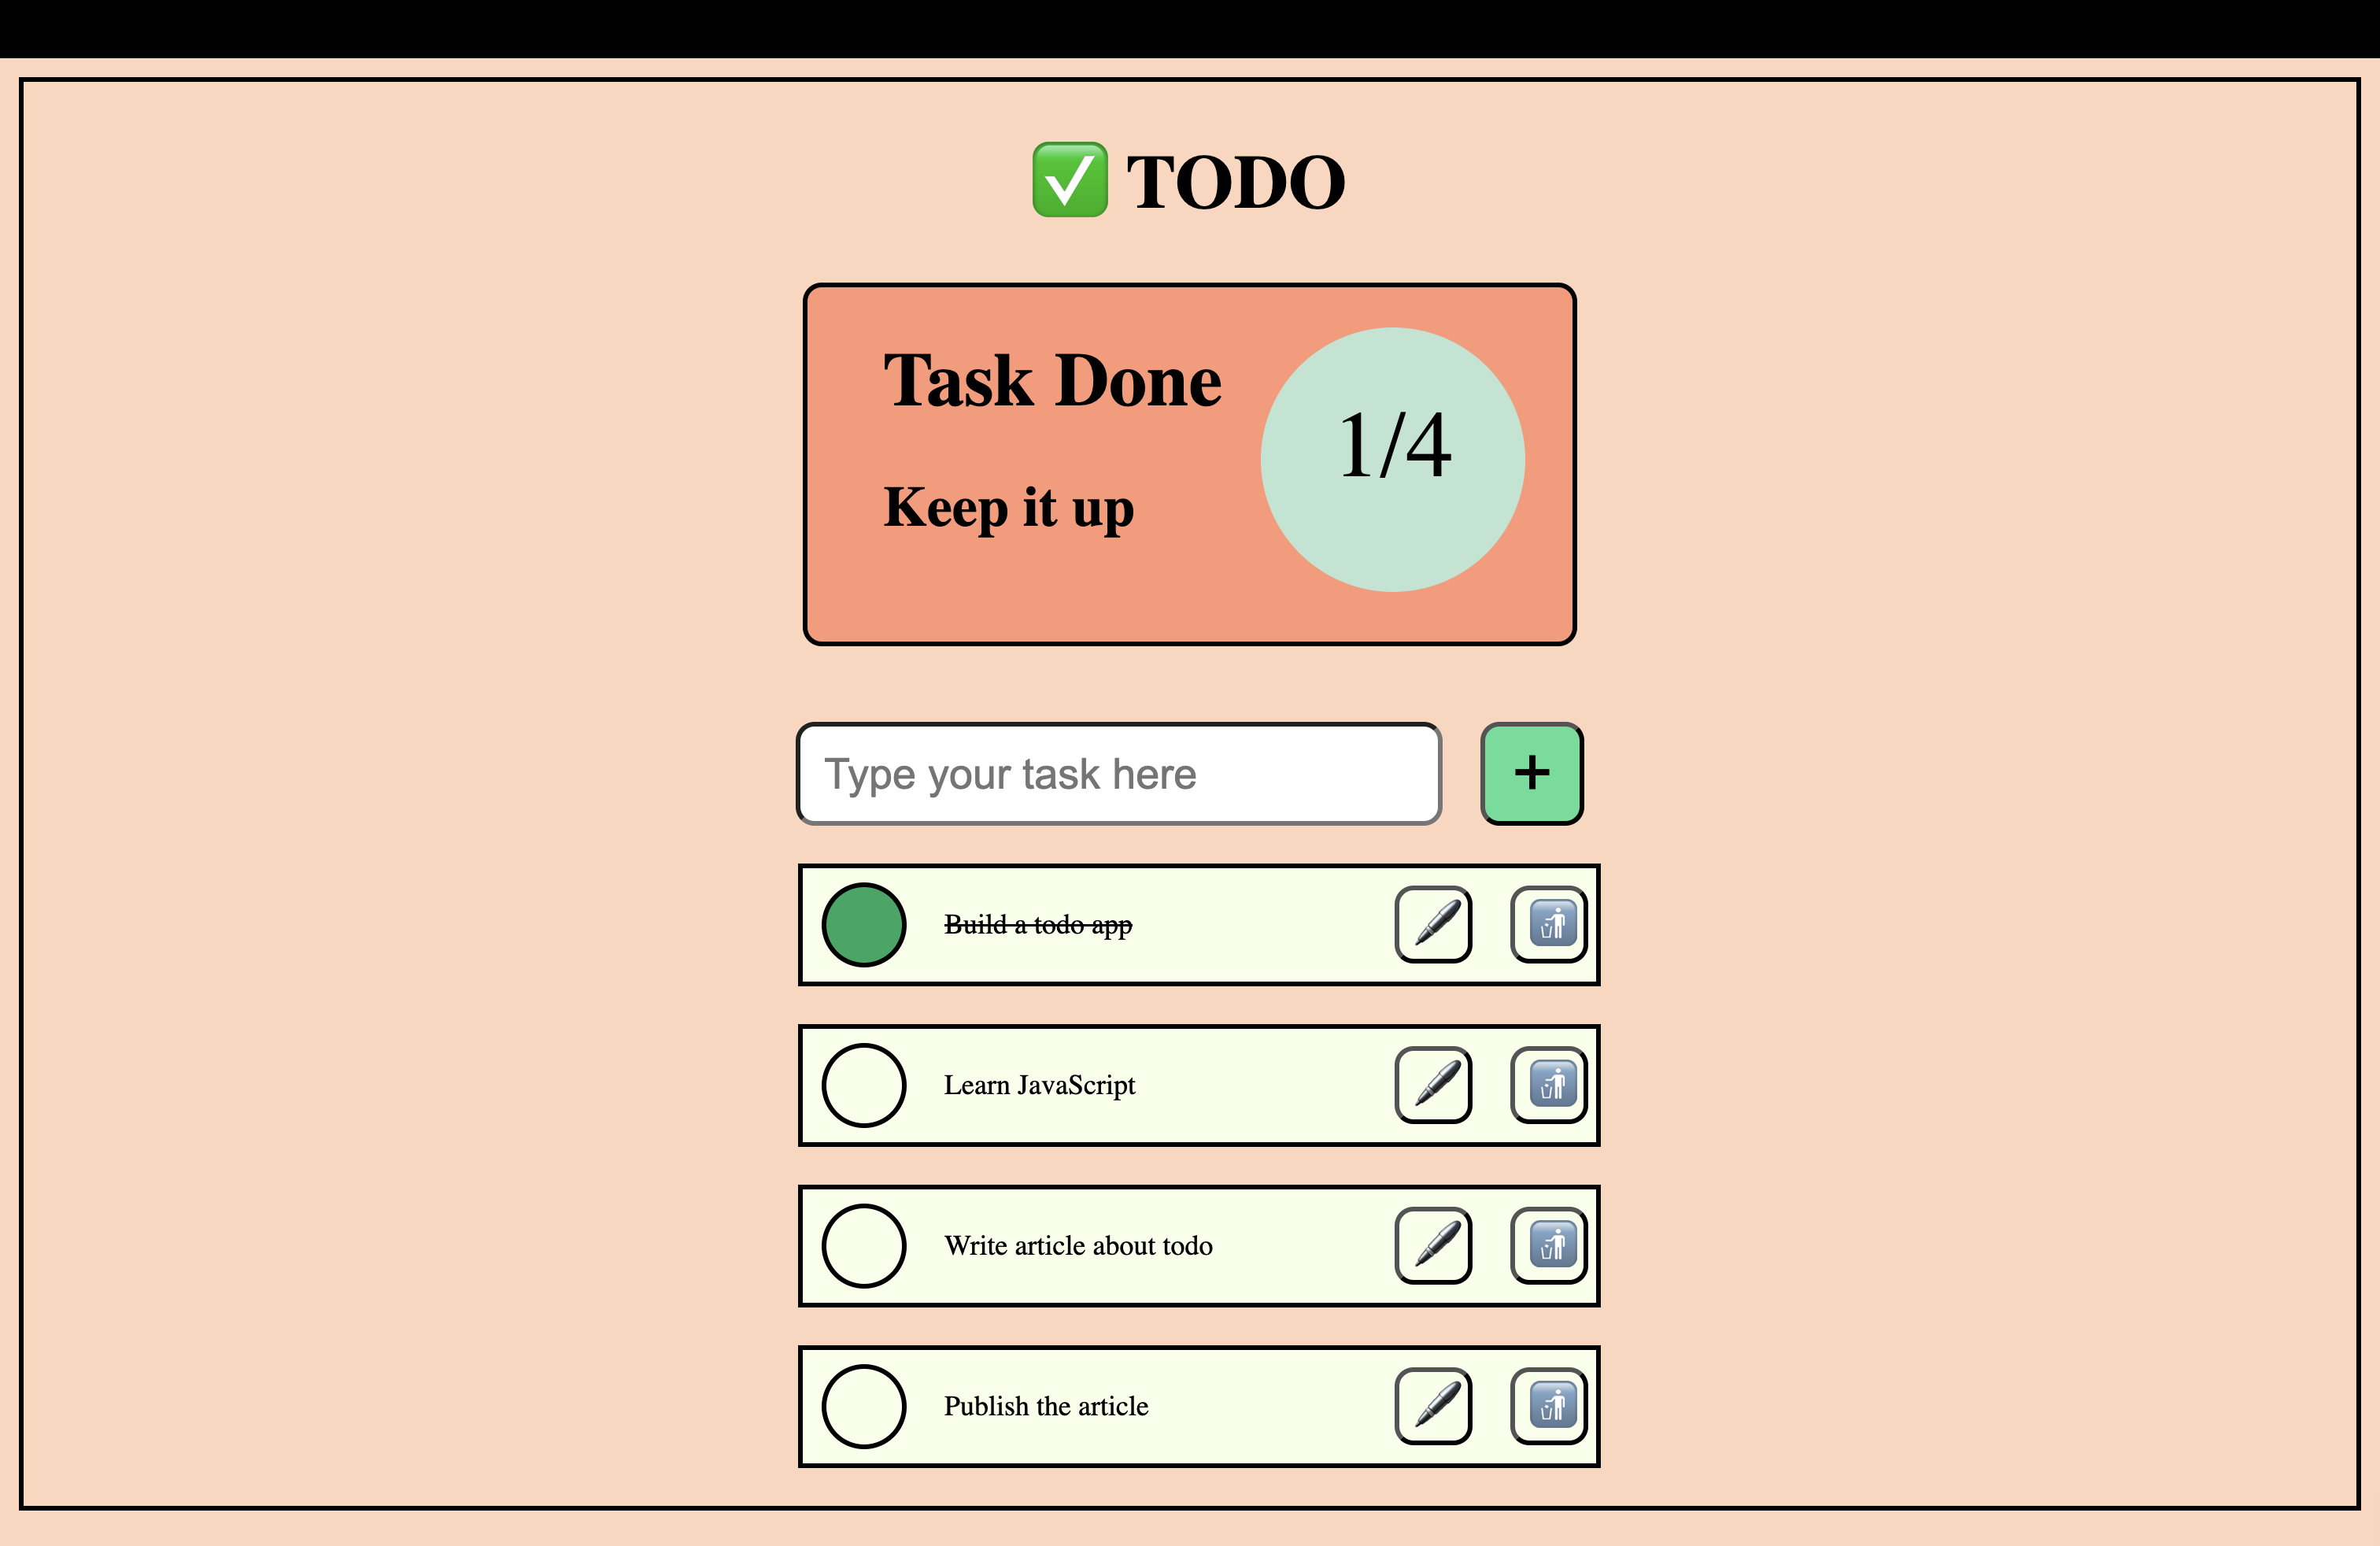 ✅ TODO
Task Done
1/4
Keep it up
Type your task here
+
Build a todo app
Learn JavaScript
Write article about todo
Publish the article